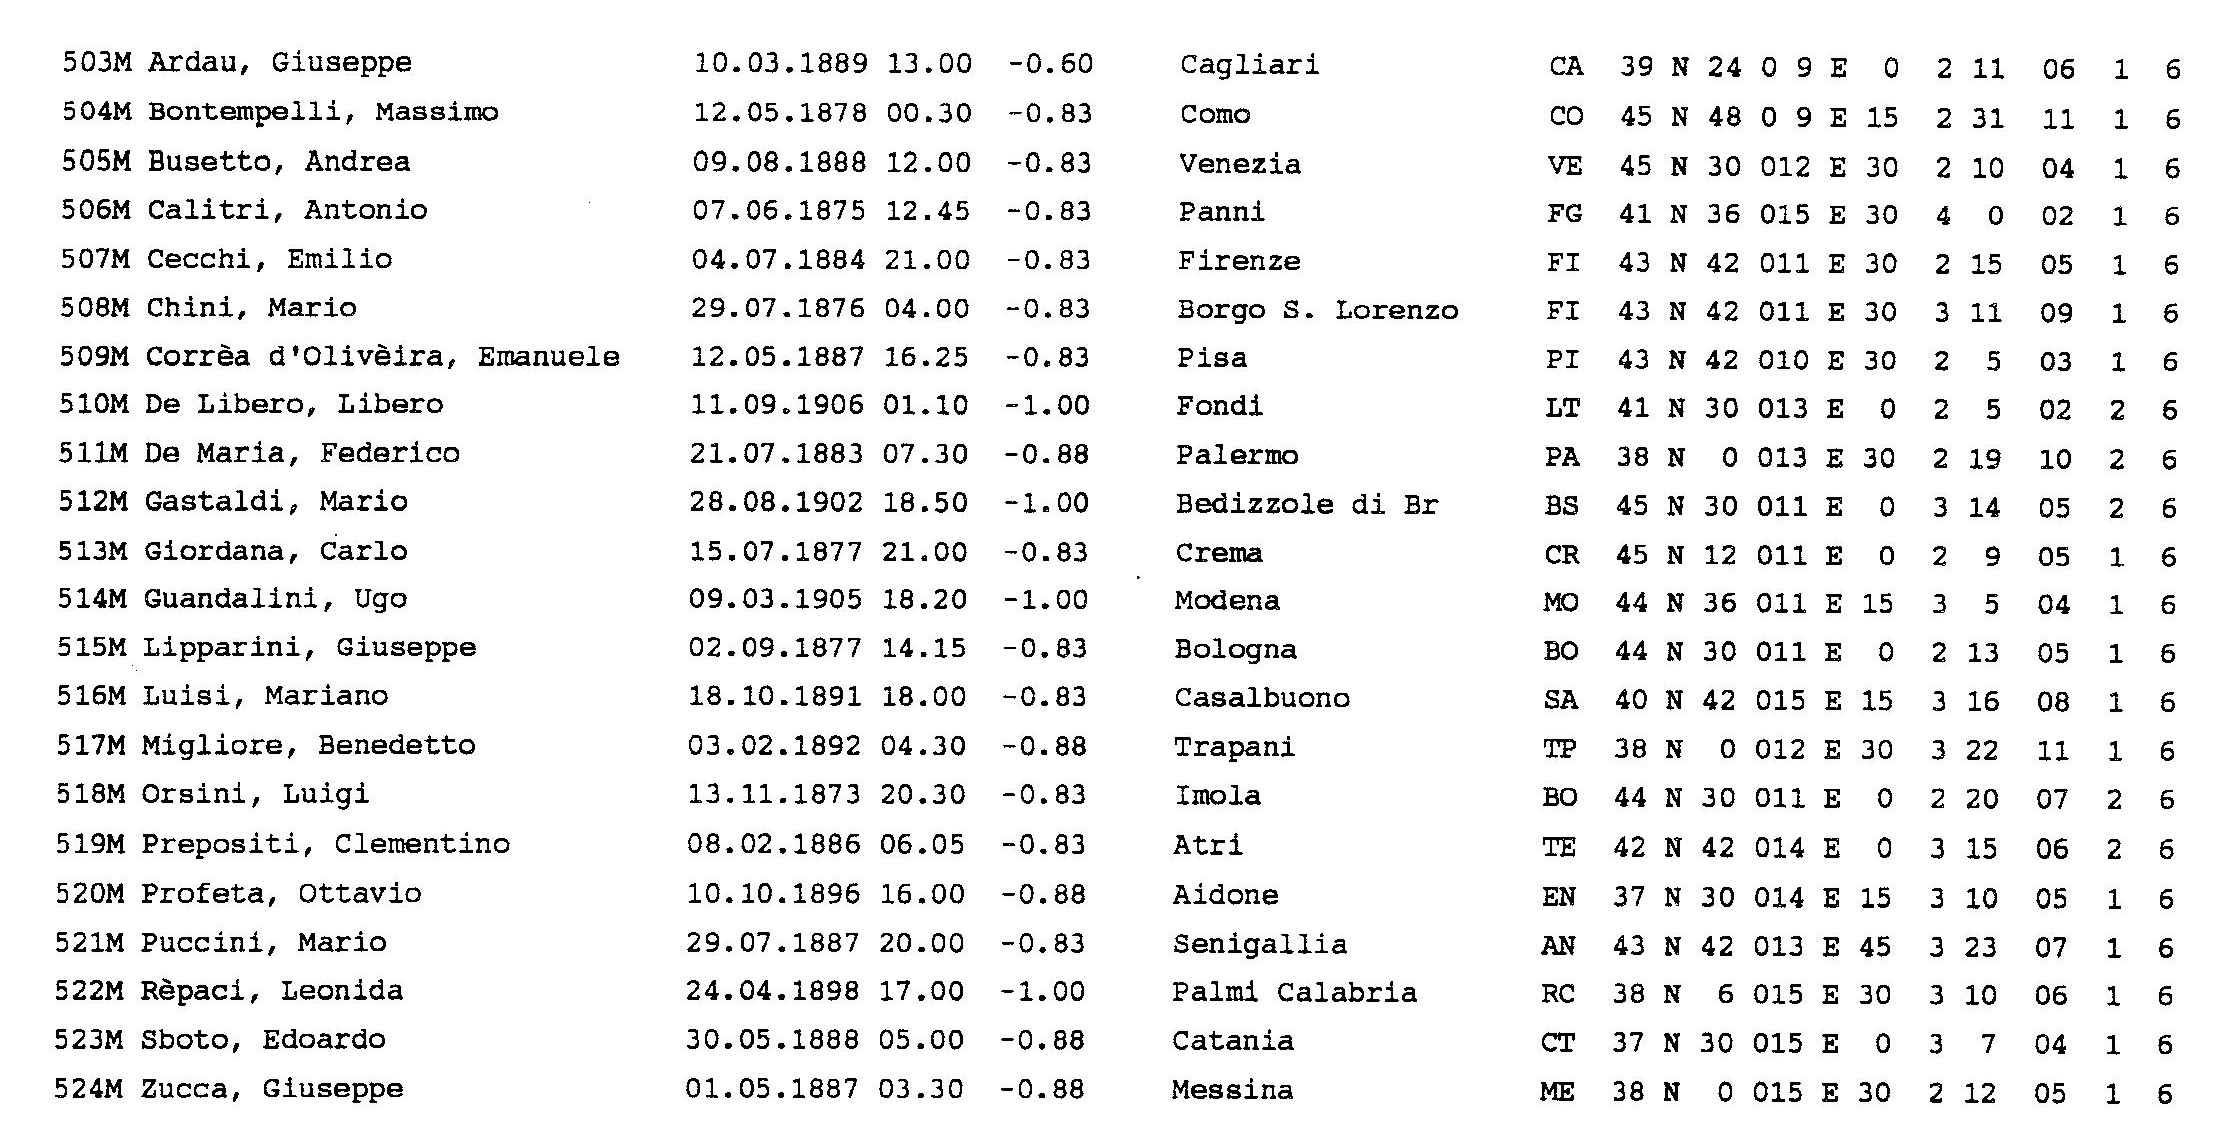 503M Ardau, Giuseppe 10.03.1889 13.00 -0.60 Cagliari CA 39 N 24 0 9 E 0 2 11 06 1 6
504M Bontempelli, Massimo 12.05.1878 00.30 -0.83 Como CO 45 N 48 0 9 E 15 2 31 11 1 6
505M Busetto, Andrea 09.08.1888 12.00 -0.83 Venezia VE 45 N 30 012 E 30 2 10 04 1 6
506M Calitri, Antonio 07.06.1875 12.45 -0.83 Panni FG 41 N 36 015 E 30 4 0 02 1 6
507M Cecchi, Emilio 04.07.1884 21.00 -0.83 Firenze FI 43 N 42 011 E 30 2 15 05 1 6
508M Chini, Mario 29.07.1876 04.00 -0.83 Borgo S. Lorenzo FI 43 N 42 011 E 30 3 11 09 1 6
509M Corrèa d'Olivèira, Emanuele 12.05.1887 16.25 -0.83 Pisa PI 43 N 42 010 E 30 2 5 03 1 6
510M De Libero, Libero 11.09.1906 01.10 -1.00 Fondi LT 41 N 30 013 E 0 2 5 02 2 6
511M De Maria, Federico 21.07.1883 07.30 -0.88 Palermo PA 38 N 0 013 E 30 2 19 10 2 6
512M Gastaldi, Mario 28.08.1902 18.50 -1.00 Bedizzole di Br BS 45 N 30 011 E 0 3 14 05 2 6
513M Giordana, Carlo 15.07.1877 21.00 -0.83 Crema CR 45 N 12 011 E 0 2 9 05 1 6
514M Guandalini, Ugo 09.03.1905 18.20 -1.00 Modena MO 44 N 36 011 E 15 3 5 04 1 6
515M Lipparini, Giuseppe 02.09.1877 14.15 -0.83 Bologna BO 44 N 30 011 E 0 2 13 05 1 6
516M Luisi, Mariano 18.10.1891 18.00 -0.83 Casalbuono SA 40 N 42 015 E 15 3 16 08 1 6
517M Migliore, Benedetto 03.02.1892 04.30 -0.88 Trapani TP 38 N 0 012 E 30 3 22 11 1 6
518M Orsini, Luigi 13.11.1873 20.30 -0.83 Imola BO 44 N 30 011 E 0 2 20 07 2 6
519M Prepositi, Clementino 08.02.1886 06.05 -0.83 Atri TE 42 N 42 014 E 0 3 15 06 2 6
520M Profeta, Ottavio 10.10.1896 16.00 -0.88 Aidone EN 37 N 30 014 E 15 3 10 05 1 6
521M Puccini, Mario 29.07.1887 20.00 -0.83 Senigallia AN 43 N 42 013 E 45 3 23 07 1 6
522M Rèpaci, Leonida 24.04.1898 17.00 -1.00 Palmi Calabria RC 38 N 6 015 E 30 3 10 06 1 6
523M Sboto, Edoardo 30.05.1888 05.00 -0.88 Catania CT 37 N 30 015 E 0 3 7 04 1 6
524M Zucca, Giuseppe 01.05.1887 03.30 -0.88 Messina ME 38 N 0 015 E 30 2 12 05 1 6